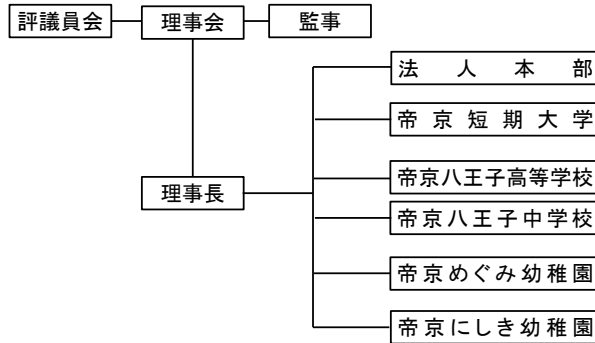 評議員会 理事会 監事
法人本部
帝京短期大学
帝京八王子高等学校
理事長
帝京八王子中学校
帝京めぐみ幼稚園
帝京にしき幼稚園